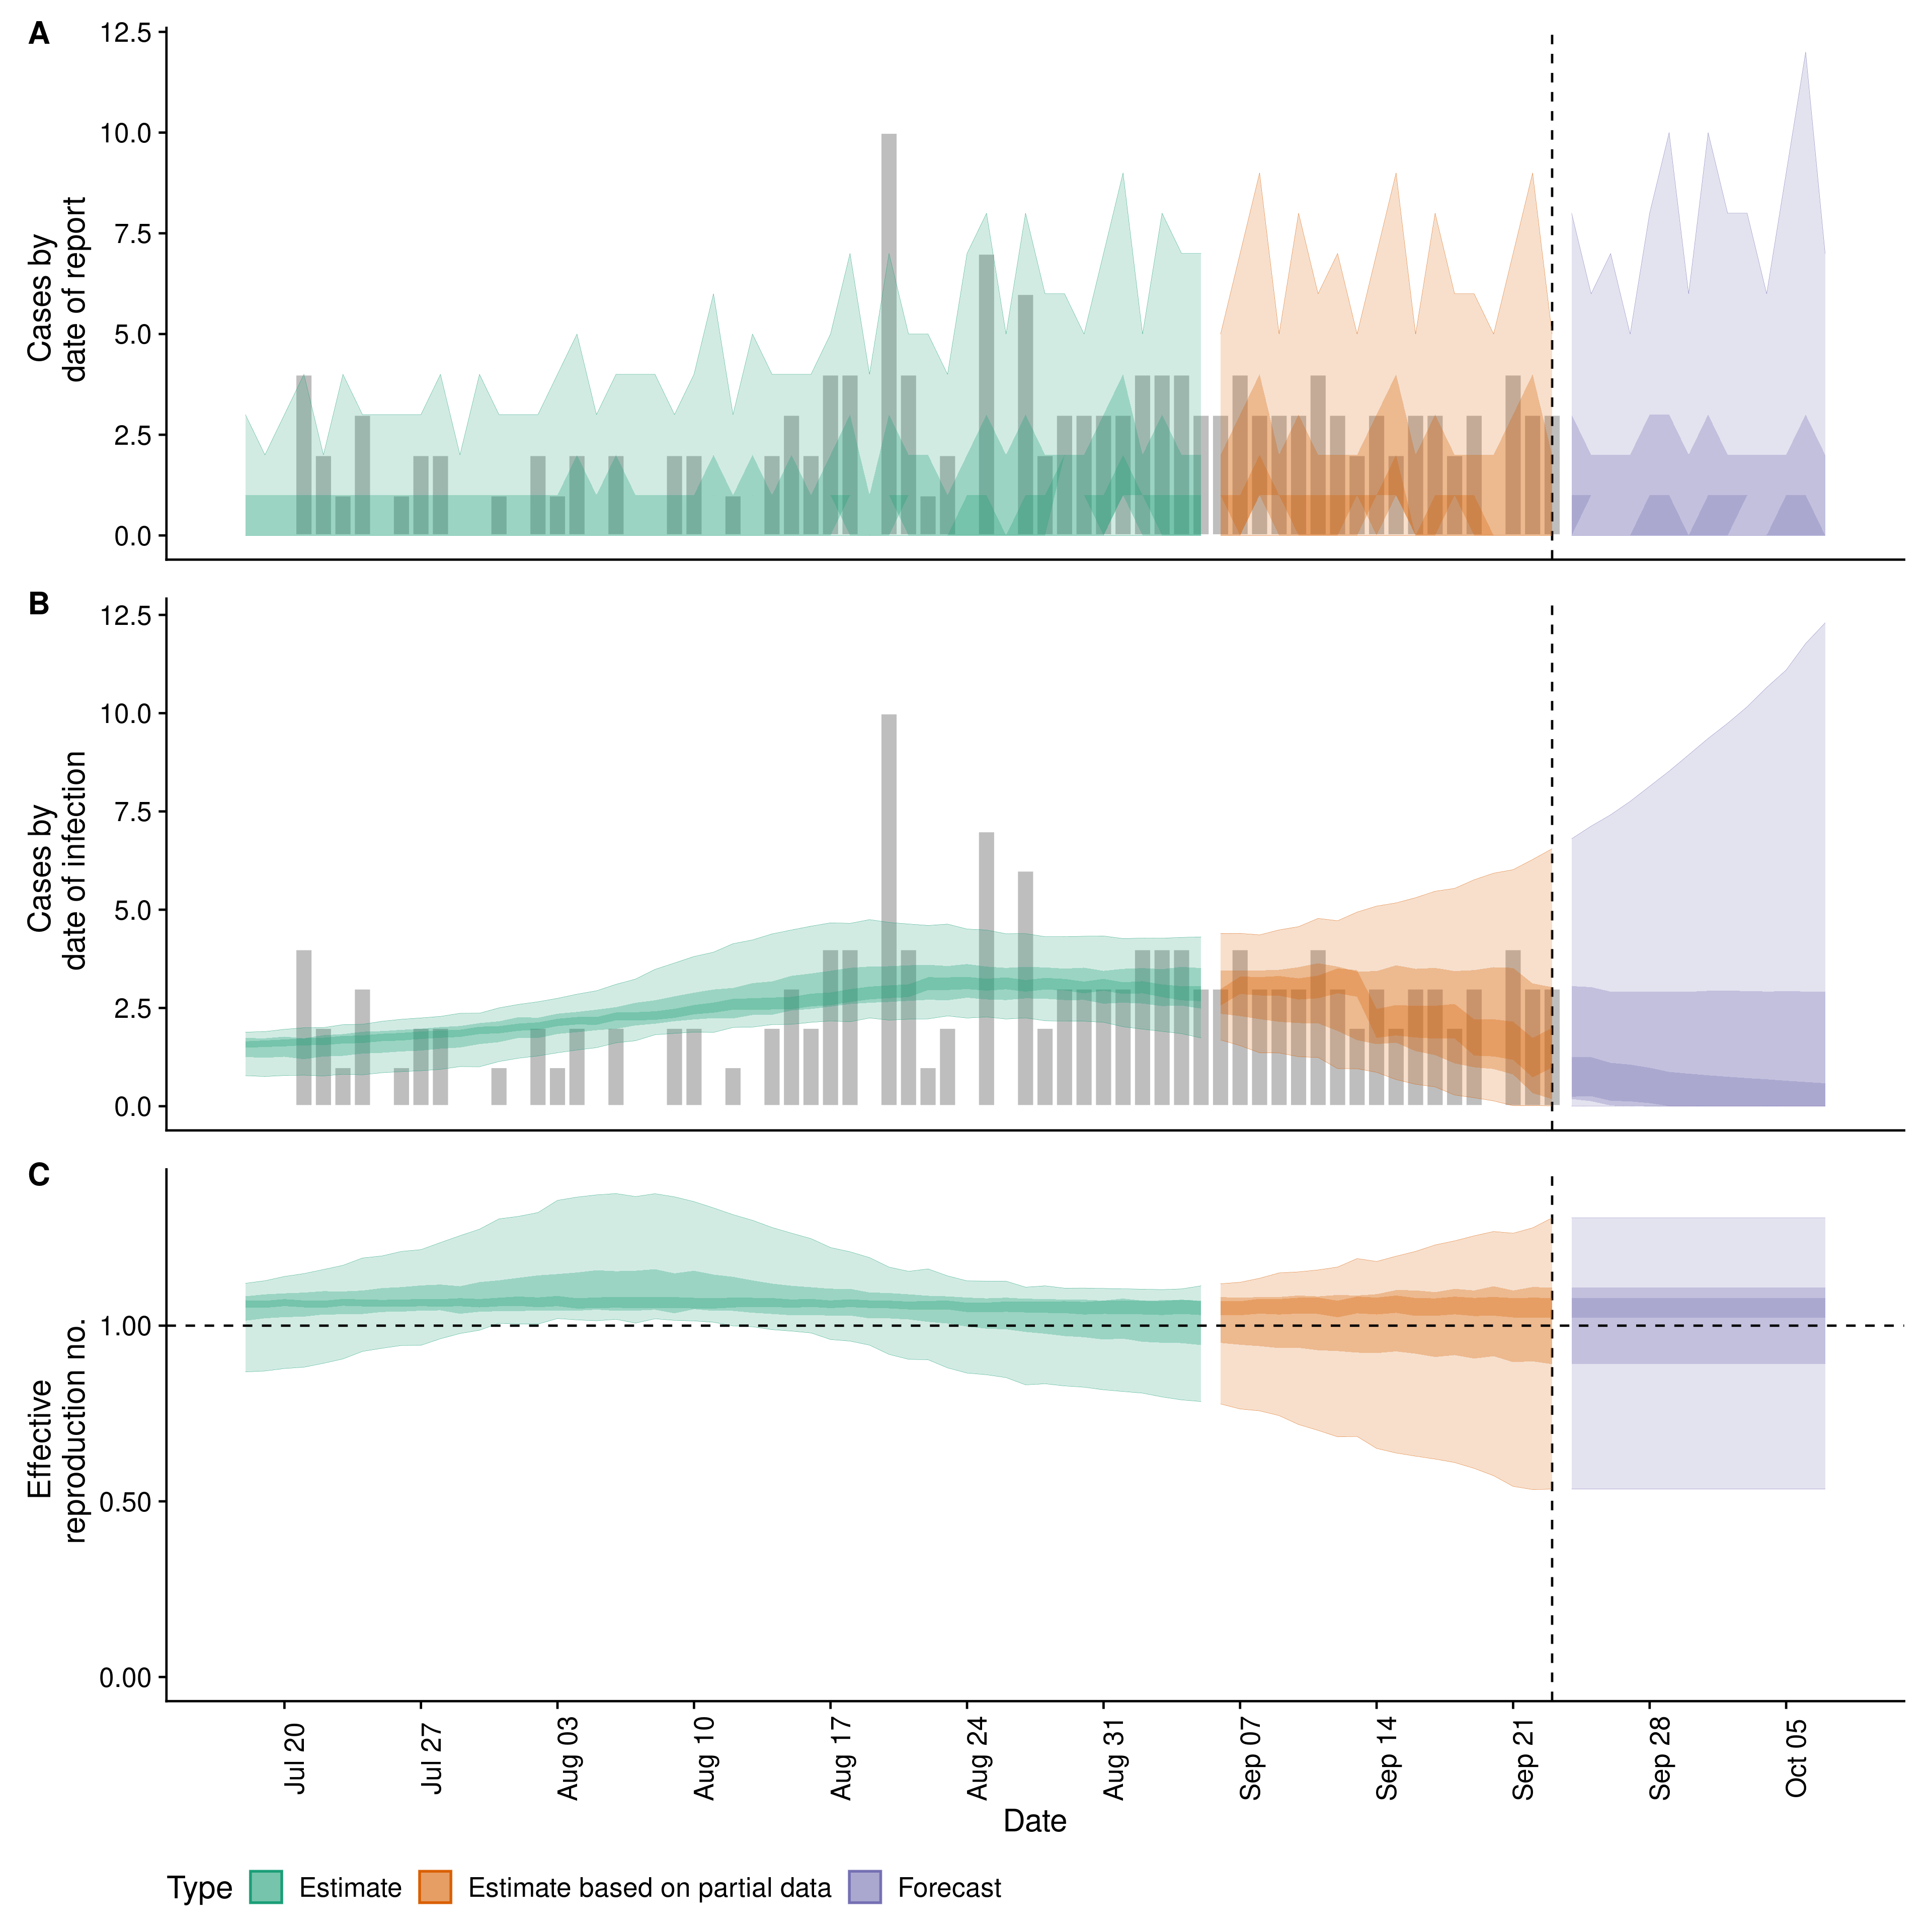 A
12.5
10.0
7.5
5.0
2.5
0.0
Cases by
date of report
B
12.5
10.0
7.5
5.0
2.5
0.0
Cases by
date of infection
C
1.00
0.50
0.00
Effective
reproduction no.
Jul 20
Jul 27
Aug 03
Aug 10
Aug 17
Aug 24
Aug 31
Sep 07
Sep 14
Sep 21
Sep 28
Oct 05
Date
Type Estimate Estimate based on partial data Forecast